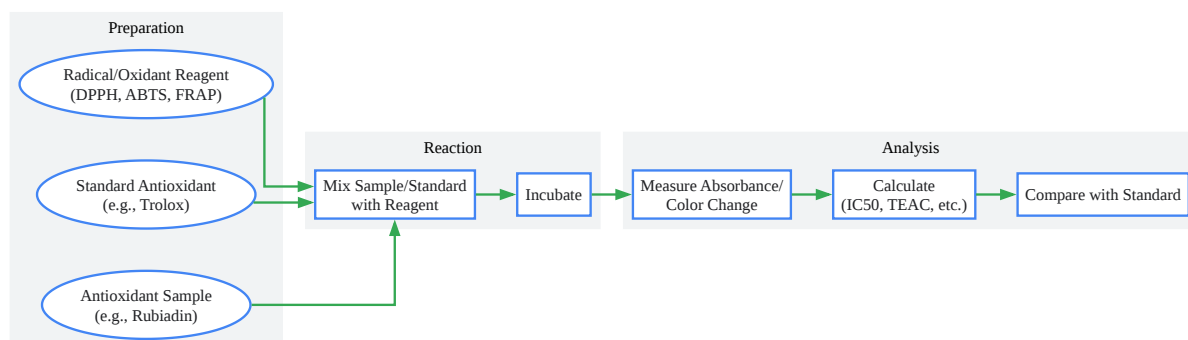 Preparation
Radical/Oxidant Reagent
(DPPH, ABTS, FRAP)
Standard Antioxidant
(e.g., Trolox)
Antioxidant Sample
(e.g., Rubiadin)
Reaction
Mix Sample/Standard
with Reagent
Incubate
Analysis
Measure Absorbance/
Color Change
Calculate
(IC50, TEAC, etc.)
Compare with Standard